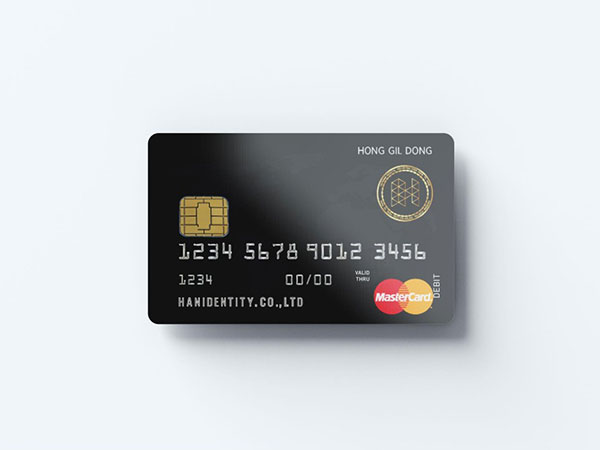 HONG GIL DONG
1234 5678 9012 3456
1234 00/00 VALID THRU
HANIDENTITY.CO.,LTD
MasterCard
DEBIT